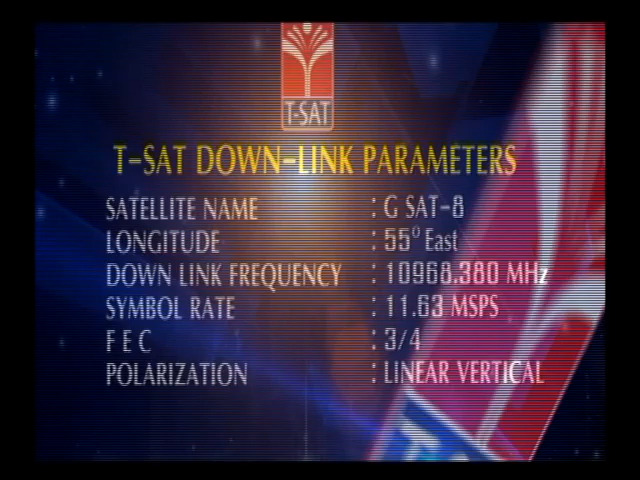 T-SAT
T-SAT DOWN-LINK PARAMETERS
SATELLITE NAME : G SAT-8
LONGITUDE : 55⁰ East
DOWN LINK FREQUENCY : 10968.380 MHz
SYMBOL RATE : 11.63 MSPS
F E C : 3/4
POLARIZATION : LINEAR VERTICAL